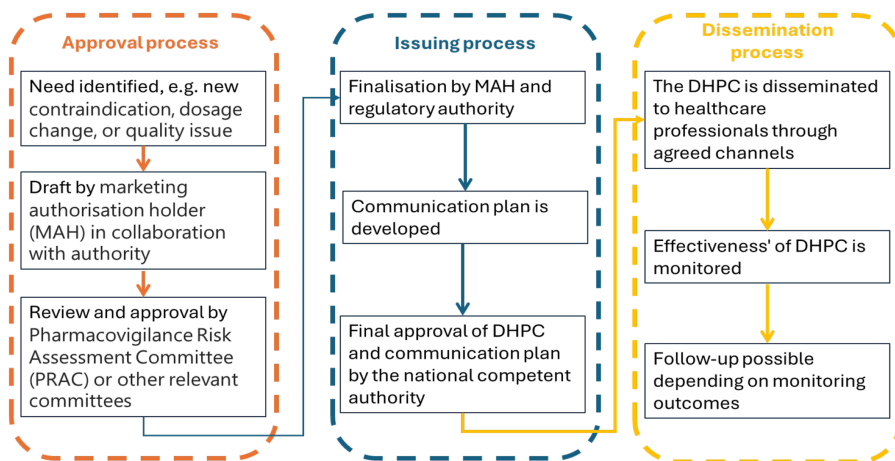 Approval process
Need identified, e.g. new
contraindication, dosage
change, or quality issue
Draft by marketing
authorisation holder
(MAH) in collaboration
with authority
Review and approval by
Pharmacovigilance Risk
Assessment Committee
(PRAC) or other relevant
committees
Issuing process
Finalisation by MAH and
regulatory authority
Communication plan is
developed
Final approval of DHPC
and communication plan
by the national competent
authority
Dissemination
process
The DHPC is disseminated
to healthcare
professionals through
agreed channels
Effectiveness' of DHPC is
monitored
Follow-up possible
depending on monitoring
outcomes